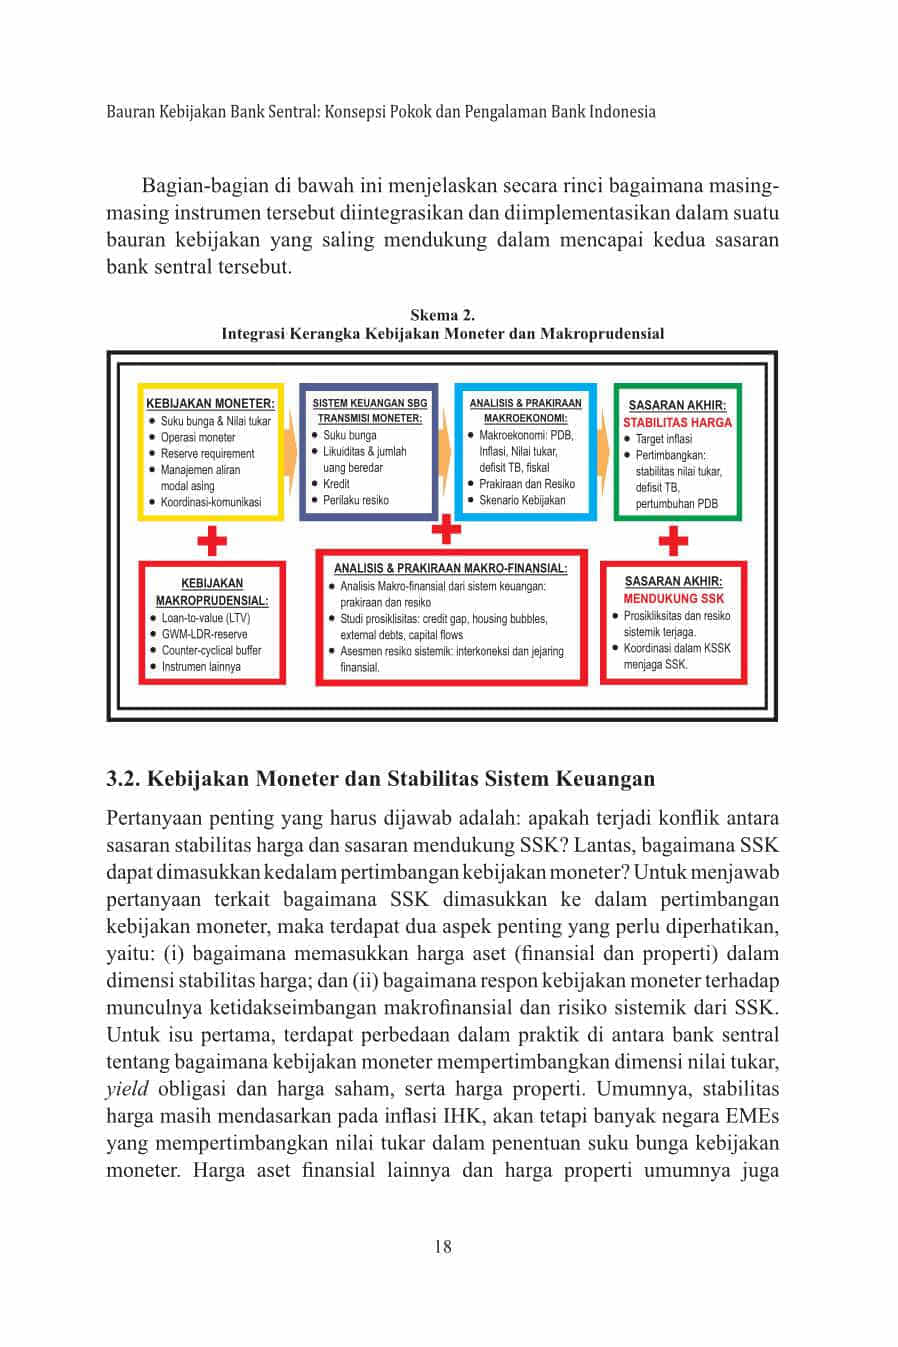 Bauran Kebijakan Bank Sentral: Konsepsi Pokok dan Pengalaman Bank Indonesia
Bagian-bagian di bawah ini menjelaskan secara rinci bagaimana masing-
masing instrumen tersebut diintegrasikan dan diimplementasikan dalam suatu
bauran kebijakan yang saling mendukung dalam mencapai kedua sasaran
bank sentral tersebut.
Skema 2.
Integrasi Kerangka Kebijakan Moneter dan Makroprudensial
KEBIJAKAN MONETER:
• Suku bunga & Nilai tukar
• Operasi moneter
• Reserve requirement
• Manajemen aliran
modal asing
• Koordinasi-komunikasi
SISTEM KEUANGAN SBG
TRANSMISI MONETER:
• Suku bunga
• Likuiditas & jumlah
uang beredar
• Kredit
• Perilaku resiko
ANALISIS & PRAKIRAAN
MAKROEKONOMI:
• Makroekonomi: PDB,
Inflasi, Nilai tukar,
defisit TB, fiskal
• Prakiraan dan Resiko
• Skenario Kebijakan
SASARAN AKHIR:
STABILITAS HARGA
• Target inflasi
• Pertimbangkan:
stabilitas nilai tukar,
defisit TB,
pertumbuhan PDB
KEBIJAKAN
MAKROPRUDENSIAL:
• Loan-to-value (LTV)
• GWM-LDR-reserve
• Counter-cyclical buffer
• Instrumen lainnya
ANALISIS & PRAKIRAAN MAKRO-FINANSIAL:
• Analisis Makro-finansial dari sistem keuangan:
prakiraan dan resiko
• Studi prosiklisitas: credit gap, housing bubbles,
external debts, capital flows
• Asesmen resiko sistemik: interkoneksi dan jejaring
finansial.
SASARAN AKHIR:
MENDUKUNG SSK
• Prosikliksitas dan resiko
sistemik terjaga.
• Koordinasi dalam KSSK
menjaga SSK.
3.2. Kebijakan Moneter dan Stabilitas Sistem Keuangan
Pertanyaan penting yang harus dijawab adalah: apakah terjadi konflik antara
sasaran stabilitas harga dan sasaran mendukung SSK? Lantas, bagaimana SSK
dapat dimasukkan kedalam pertimbangan kebijakan moneter? Untuk menjawab
pertanyaan terkait bagaimana SSK dimasukkan ke dalam pertimbangan
kebijakan moneter, maka terdapat dua aspek penting yang perlu diperhatikan,
yaitu: (i) bagaimana memasukkan harga aset (finansial dan properti) dalam
dimensi stabilitas harga; dan (ii) bagaimana respon kebijakan moneter terhadap
munculnya ketidakseimbangan makrofinansial dan risiko sistemik dari SSK.
Untuk isu pertama, terdapat perbedaan dalam praktik di antara bank sentral
tentang bagaimana kebijakan moneter mempertimbangkan dimensi nilai tukar,
yield obligasi dan harga saham, serta harga properti. Umumnya, stabilitas
harga masih mendasarkan pada inflasi IHK, akan tetapi banyak negara EMEs
yang mempertimbangkan nilai tukar dalam penentuan suku bunga kebijakan
moneter. Harga aset finansial lainnya dan harga properti umumnya juga
18